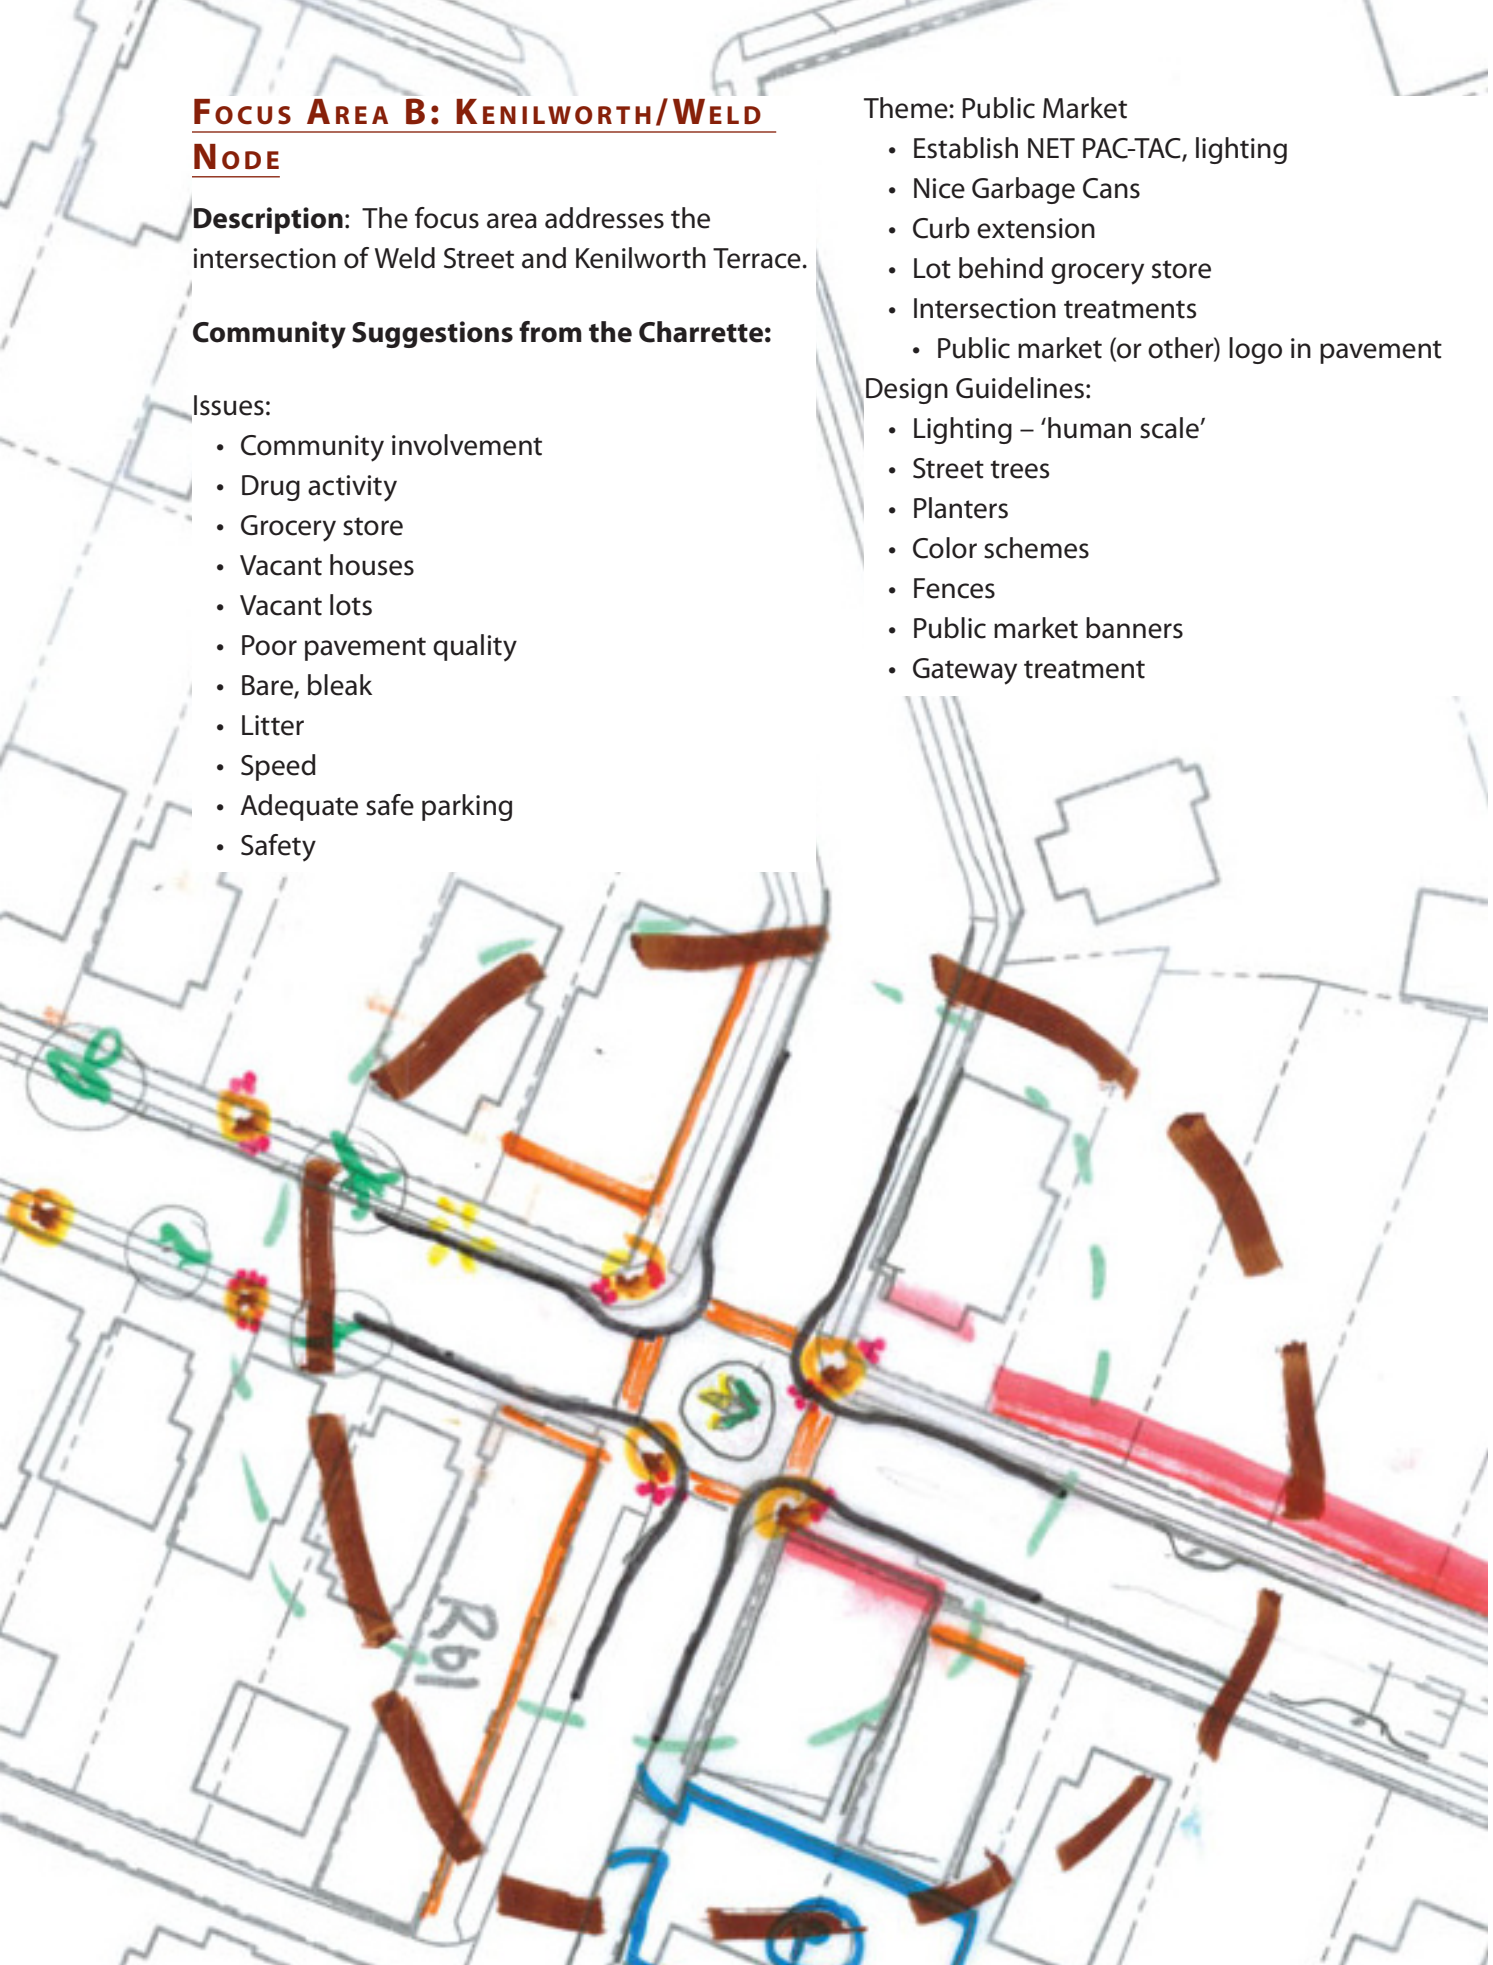 FOCUS AREA B: KENILWORTH/WELD
NODE
Description:  The focus area addresses the
intersection of Weld Street and Kenilworth Terrace.
Community Suggestions from the Charrette:
Issues:
• Community involvement
• Drug activity
• Grocery store
• Vacant houses
• Vacant lots
• Poor pavement quality
• Bare, bleak
• Litter
• Speed
• Adequate safe parking
• Safety
Theme: Public Market
• Establish NET PAC-TAC, lighting
• Nice Garbage Cans
• Curb extension
• Lot behind grocery store
• Intersection treatments
• Public market (or other) logo in pavement
Design Guidelines:
• Lighting – ‘human scale’
• Street trees
• Planters
• Color schemes
• Fences
• Public market banners
• Gateway treatment
P